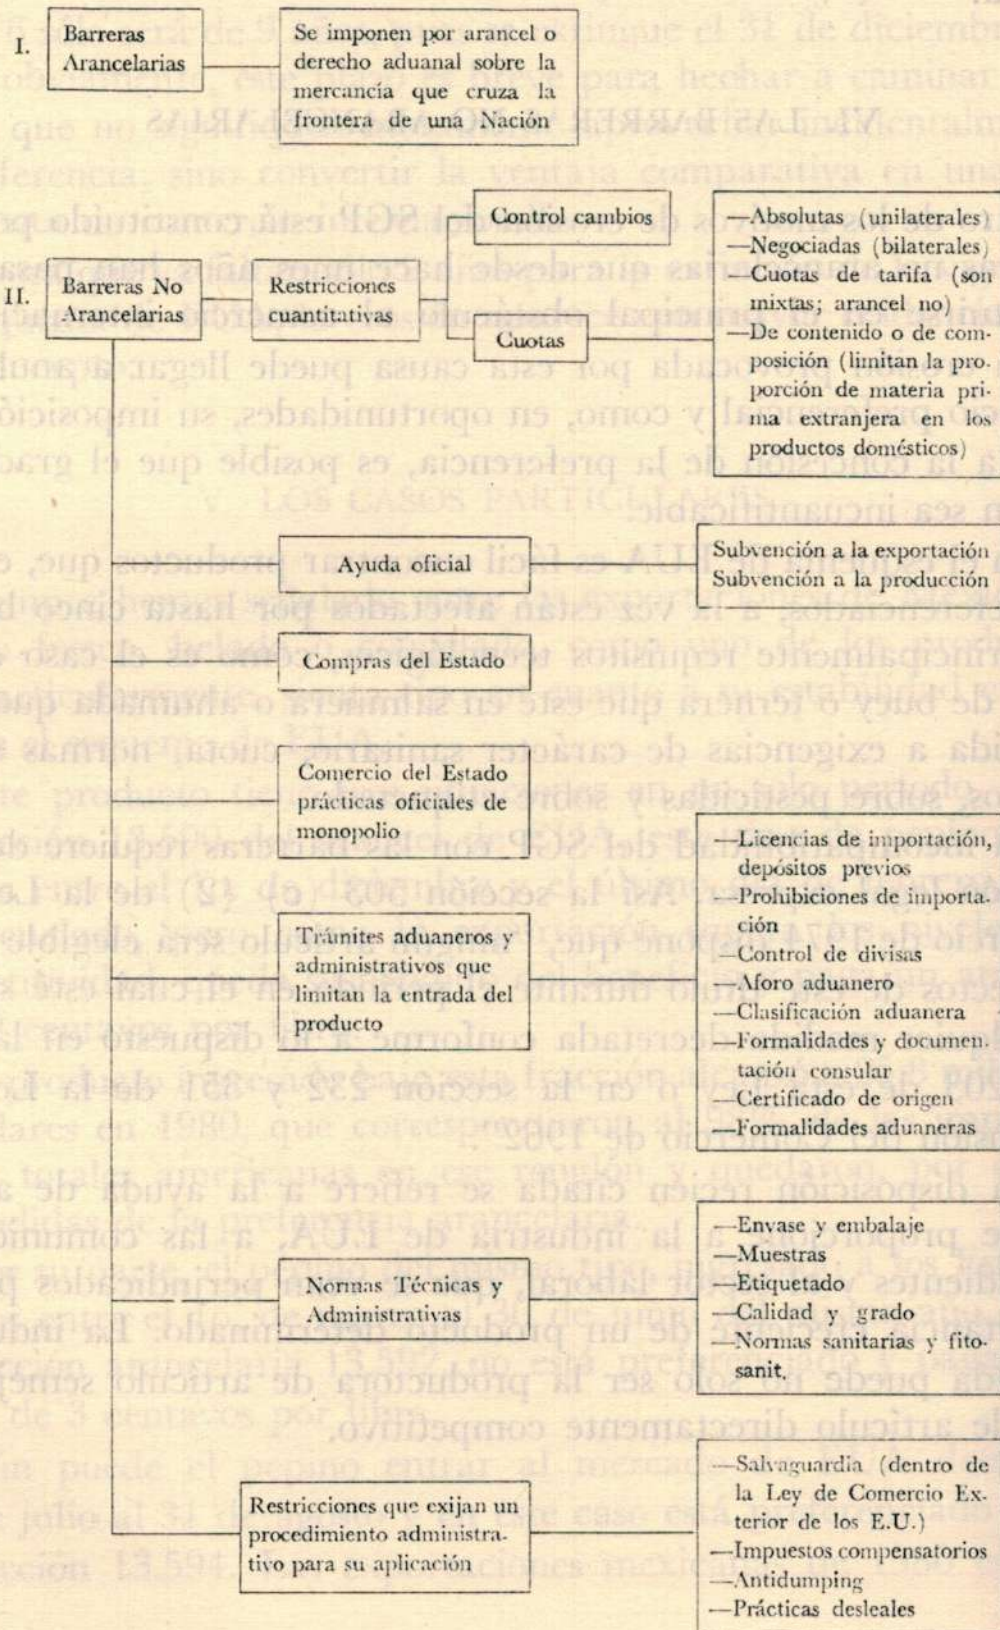 I.
Barreras
Arancelarias
Se imponen por arancel o
derecho aduanal sobre la
mercancía que cruza la
frontera de una Nación
II.
Barreras No
Arancelarias
Restricciones
cuantitativas
Control cambios
Cuotas
—Absolutas (unilaterales)
—Negociadas (bilaterales)
—Cuotas de tarifa (son
mixtas; arancel no)
—De contenido o de com-
posición (limitan la pro-
porción de materia pri-
ma extranjera en los
productos domésticos)
Ayuda oficial
Subvención a la exportación
Subvención a la producción
Compras del Estado
Comercio del Estado
prácticas oficiales de
monopolio
Trámites aduaneros y
administrativos que
limitan la entrada del
producto
—Licencias de importación,
depósitos previos
—Prohibiciones de importa-
ción
—Control de divisas
—Aforo aduanero
—Clasificación aduanera
—Formalidades y documen-
tación consular
—Certificado de origen
—Formalidades aduaneras
Normas Técnicas y
Administrativas
—Envase y embalaje
—Muestras
—Etiquetado
—Calidad y grado
—Normas sanitarias y fito-
sanit.
Restricciones que exijan un
procedimiento administra-
tivo para su aplicación
—Salvaguardia (dentro de
la Ley de Comercio Ex-
terior de los E.U.)
—Impuestos compensatorios
—Antidumping
—Prácticas desleales